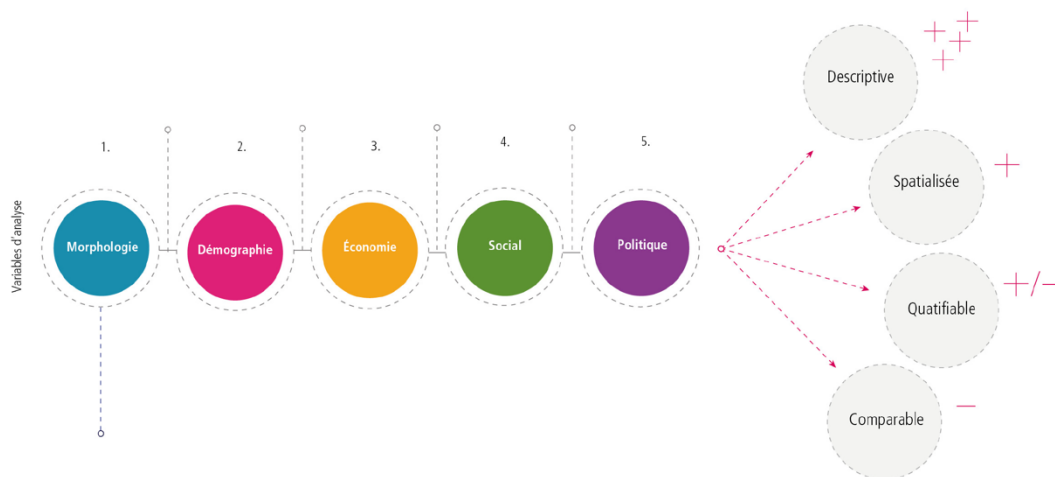 Variables d'analyse
1.
2.
3.
4.
5.
Morphologie
Démographie
Économie
Social
Politique
Descriptive
++++
Spatialisée
+
Quatifiable
+/–
Comparable
–